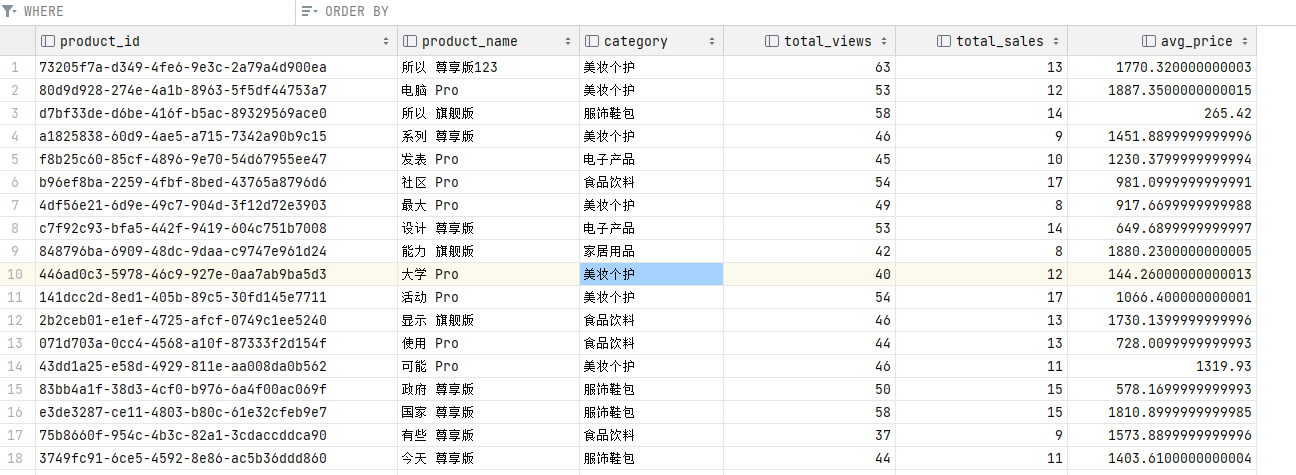 WHERE ORDER BY
product_id product_name category total_views total_sales avg_price
1 73205f7a-d349-4fe6-9e3c-2a79a4d900ea 所以 尊享版123 美妆个护 63 13 1770.320000000003
2 80d9d928-274e-4a1b-8963-5f5df44753a7 电脑 Pro 美妆个护 53 12 1887.3500000000015
3 d7bf33de-d6be-416f-b5ac-89329569ace0 所以 旗舰版 服饰鞋包 58 14 265.42
4 a1825838-60d9-4ae5-a715-7342a90b9c15 系列 尊享版 美妆个护 46 9 1451.8899999999996
5 f8b25c60-85cf-4896-9e70-54d67955ee47 发表 Pro 电子产品 45 10 1230.3799999999994
6 b96ef8ba-2259-4fbf-8bed-43765a8796d6 社区 Pro 食品饮料 54 17 981.0999999999991
7 4df56e21-6d9e-49c7-904d-3f12d72e3903 最大 Pro 美妆个护 49 8 917.6699999999988
8 c7f92c93-bfa5-442f-9419-604c751b7008 设计 尊享版 电子产品 53 14 649.6899999999997
9 848796ba-6909-48dc-9daa-c9747e961d24 能力 旗舰版 家居用品 42 8 1880.2300000000005
10 446ad0c3-5978-46c9-927e-0aa7ab9ba5d3 大学 Pro 美妆个护 40 12 144.26000000000013
11 141dcc2d-8ed1-405b-89c5-30fd145e7711 活动 Pro 美妆个护 54 17 1066.400000000001
12 2b2ceb01-e1ef-4725-afcf-0749c1ee5240 显示 旗舰版 食品饮料 46 13 1730.1399999999996
13 071d703a-0cc4-4568-a10f-87333f2d154f 使用 Pro 食品饮料 44 13 728.0099999999993
14 43dd1a25-e58d-4929-811e-aa008da0b562 可能 Pro 美妆个护 46 11 1319.93
15 83bb4a1f-38d3-4cf0-b976-6a4f00ac069f 政府 尊享版 服饰鞋包 50 15 578.1699999999993
16 e3de3287-ce11-4803-b80c-61e32cfeb9e7 国家 尊享版 服饰鞋包 58 15 1810.8999999999985
17 75b8660f-954c-4b3c-82a1-3cdaccddca90 有些 尊享版 食品饮料 37 9 1573.8899999999996
18 3749fc91-6ce5-4592-8e86-ac5b36ddd860 今天 尊享版 服饰鞋包 44 11 1403.6100000000004